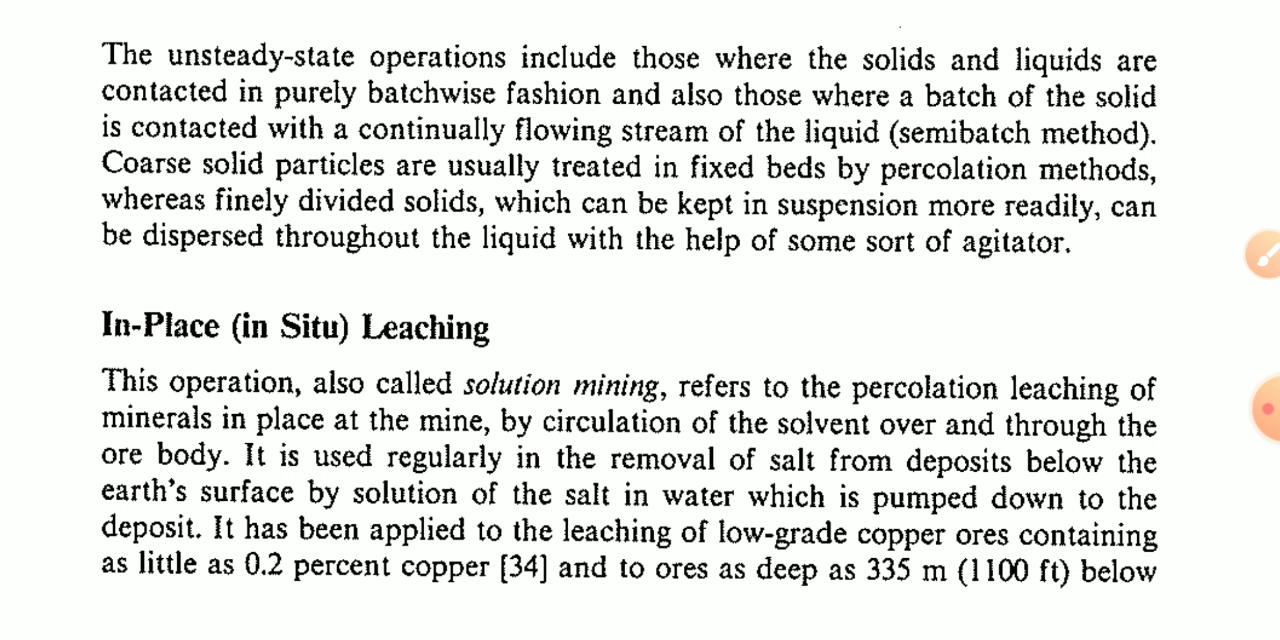 The unsteady-state operations include those where the solids and liquids are
contacted in purely batchwise fashion and also those where a batch of the solid
is contacted with a continually flowing stream of the liquid (semibatch method).
Coarse solid particles are usually treated in fixed beds by percolation methods,
whereas finely divided solids, which can be kept in suspension more readily, can
be dispersed throughout the liquid with the help of some sort of agitator.
In-Place (in Situ) Leaching
This operation, also called solution mining, refers to the percolation leaching of
minerals in place at the mine, by circulation of the solvent over and through the
ore body. It is used regularly in the removal of salt from deposits below the
earth's surface by solution of the salt in water which is pumped down to the
deposit. It has been applied to the leaching of low-grade copper ores containing
as little as 0.2 percent copper [34] and to ores as deep as 335 m (1100 ft) below